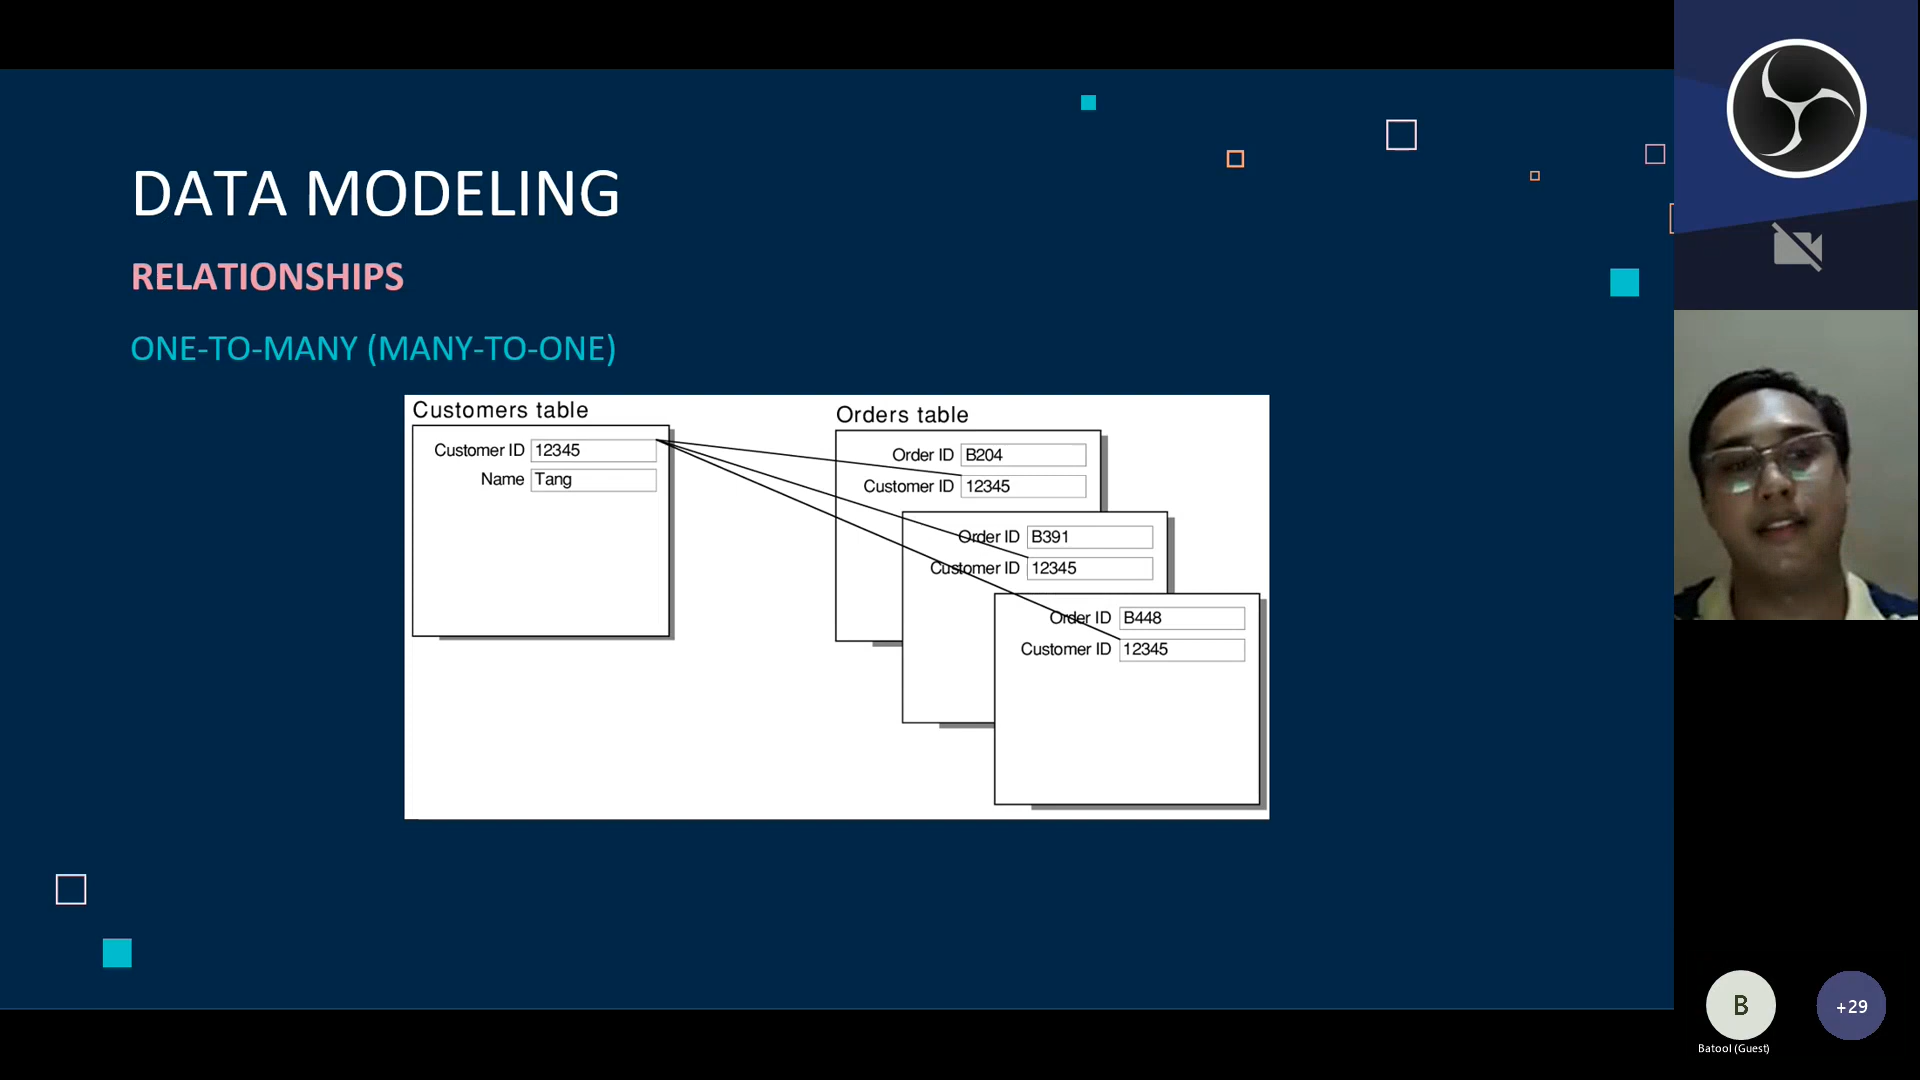 DATA MODELING
RELATIONSHIPS
ONE-TO-MANY (MANY-TO-ONE)
Customers table
Customer ID 12345
Name Tang
Orders table
Order ID B204
Customer ID 12345
Order ID B391
Customer ID 12345
Order ID B448
Customer ID 12345
B
Batool (Guest)
+29